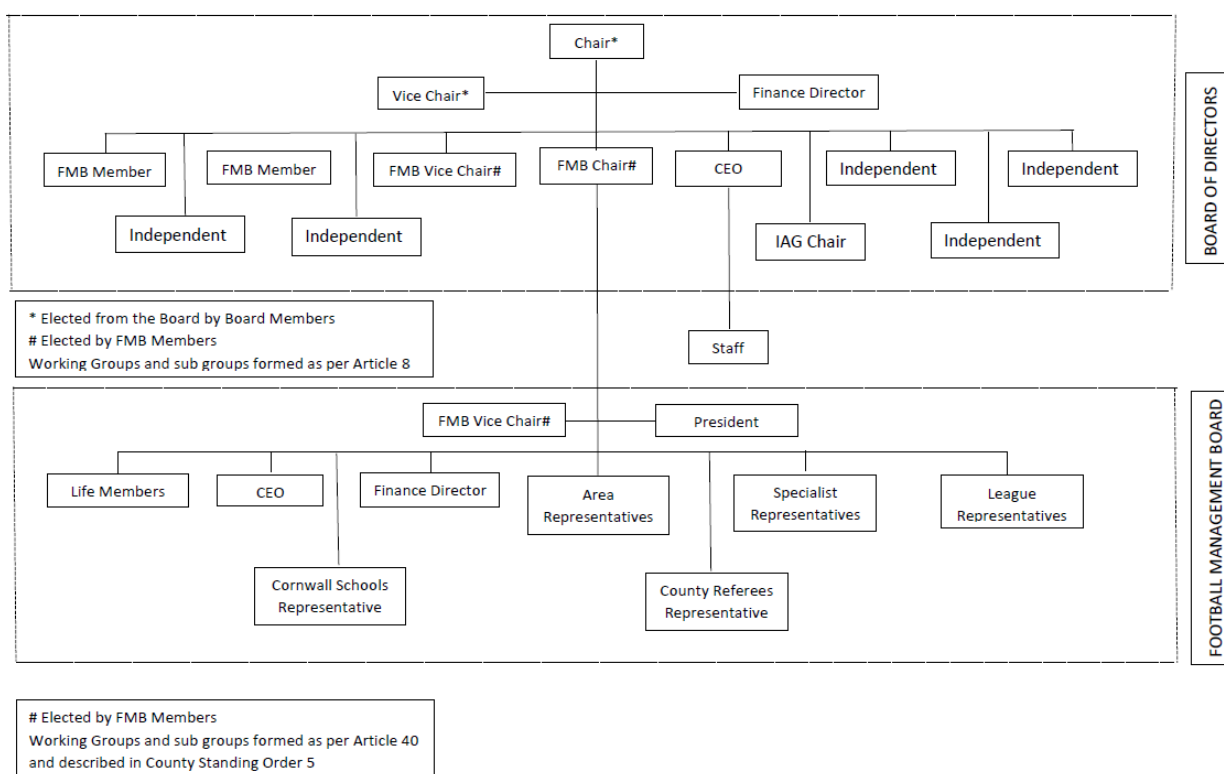 Chair*
Vice Chair*
Finance Director
FMB Member
FMB Member
FMB Vice Chair#
FMB Chair#
CEO
Independent
Independent
Independent
Independent
IAG Chair
Independent
BOARD OF DIRECTORS
* Elected from the Board by Board Members
# Elected by FMB Members
Working Groups and sub groups formed as per Article 8
Staff
FMB Vice Chair#
President
Life Members
CEO
Finance Director
Area
Representatives
Specialist
Representatives
League
Representatives
Cornwall Schools
Representative
County Referees
Representative
FOOTBALL MANAGEMENT BOARD
# Elected by FMB Members
Working Groups and sub groups formed as per Article 40
and described in County Standing Order 5